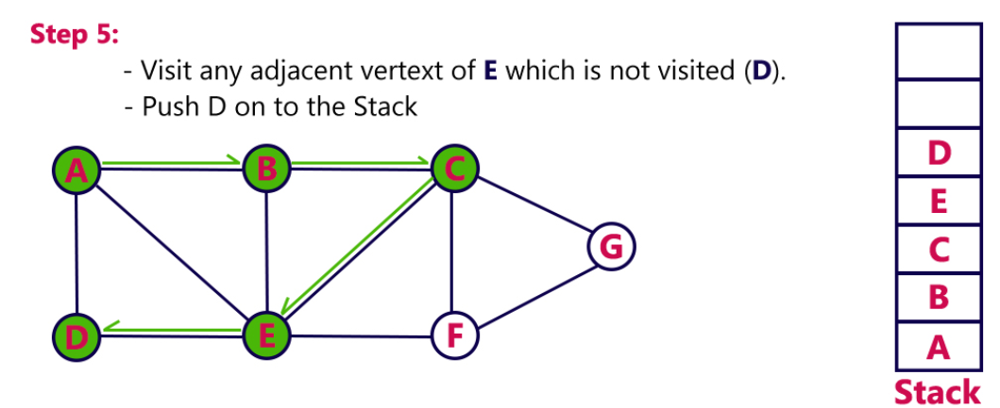 Step 5:
- Visit any adjacent vertext of E which is not visited (D).
- Push D on to the Stack
A
B
C
G
D
E
F
D
E
C
B
A
Stack